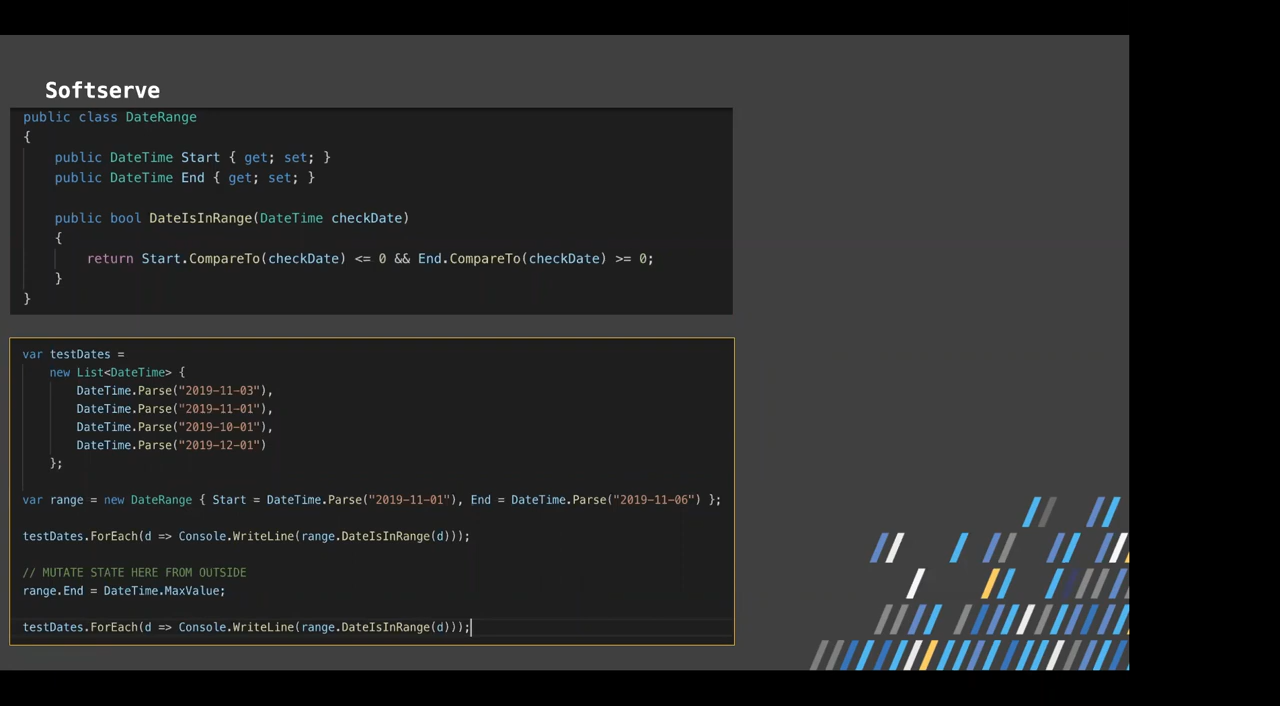 Softserve
public class DateRange
{
    public DateTime Start { get; set; }
    public DateTime End { get; set; }

    public bool DateIsInRange(DateTime checkDate)
    {
        return Start.CompareTo(checkDate) <= 0 && End.CompareTo(checkDate) >= 0;
    }
}
var testDates =
    new List<DateTime> {
        DateTime.Parse("2019-11-03"),
        DateTime.Parse("2019-11-01"),
        DateTime.Parse("2019-10-01"),
        DateTime.Parse("2019-12-01")
    };

var range = new DateRange { Start = DateTime.Parse("2019-11-01"), End = DateTime.Parse("2019-11-06") };

testDates.ForEach(d => Console.WriteLine(range.DateIsInRange(d)));

// MUTATE STATE HERE FROM OUTSIDE
range.End = DateTime.MaxValue;

testDates.ForEach(d => Console.WriteLine(range.DateIsInRange(d)));